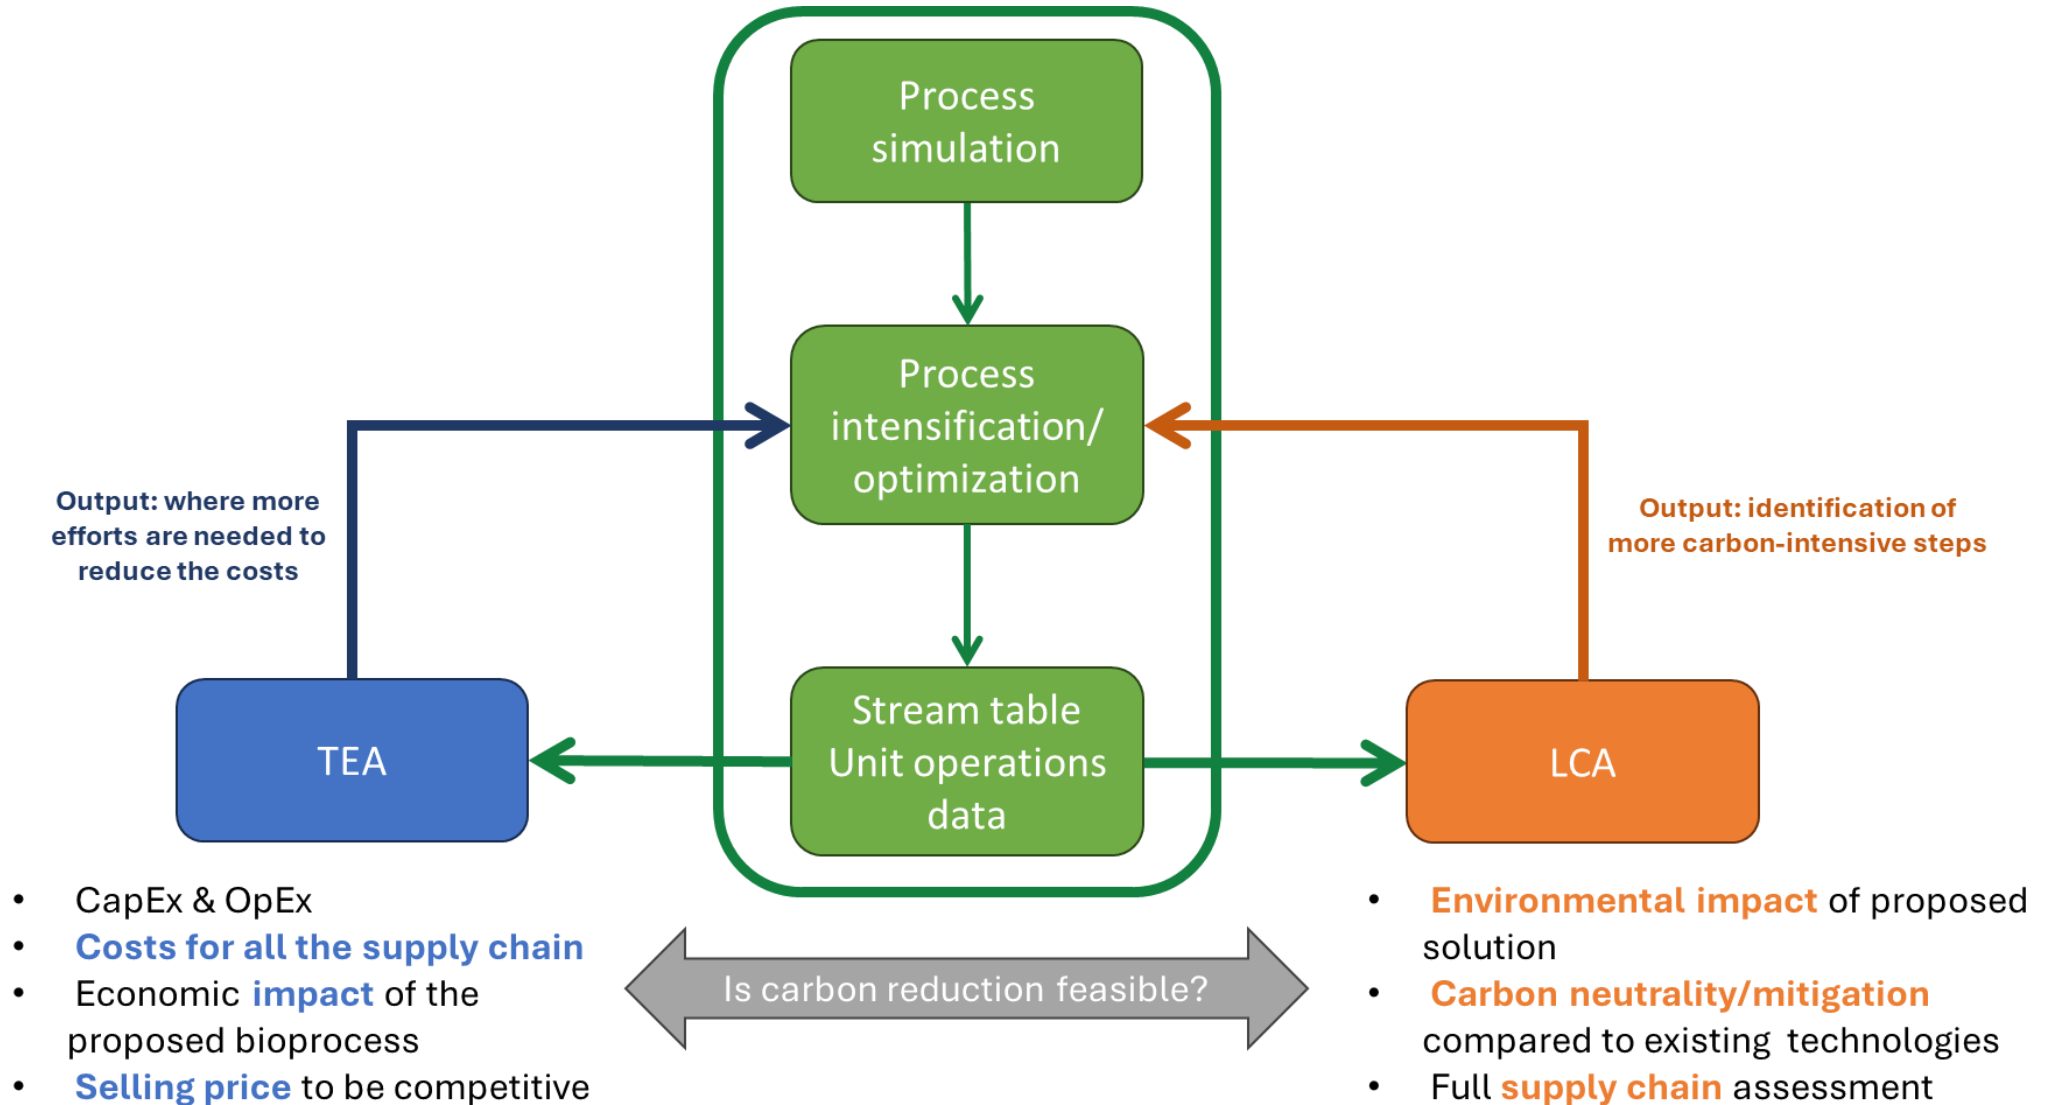 Process
simulation
Process
intensification/
optimization
Output: where more
efforts are needed to
reduce the costs
Output: identification of
more carbon-intensive steps
Stream table
Unit operations
data
TEA
LCA
• CapEx & OpEx
• Costs for all the supply chain
• Economic impact of the
proposed bioprocess
• Selling price to be competitive
Is carbon reduction feasible?
• Environmental impact of proposed
solution
• Carbon neutrality/mitigation
compared to existing technologies
• Full supply chain assessment